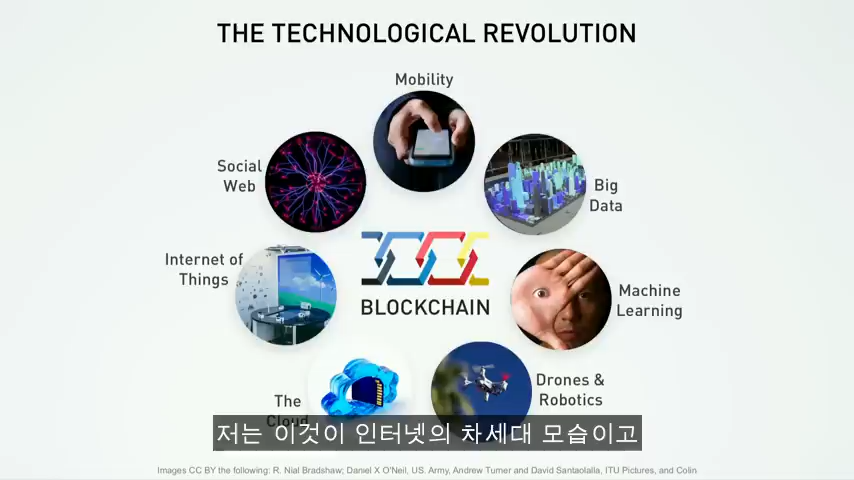 THE TECHNOLOGICAL REVOLUTION
Mobility
Social
Web
Big
Data
Internet of
Things
BLOCKCHAIN
Machine
Learning
The
Cloud
Drones &
Robotics
저는 이것이 인터넷의 차세대 모습이고
Images CC BY the following: R. Nial Bradshaw; Daniel X O'Neil, US. Army, Andrew Turner and David Santaolalla, ITU Pictures, and Colin